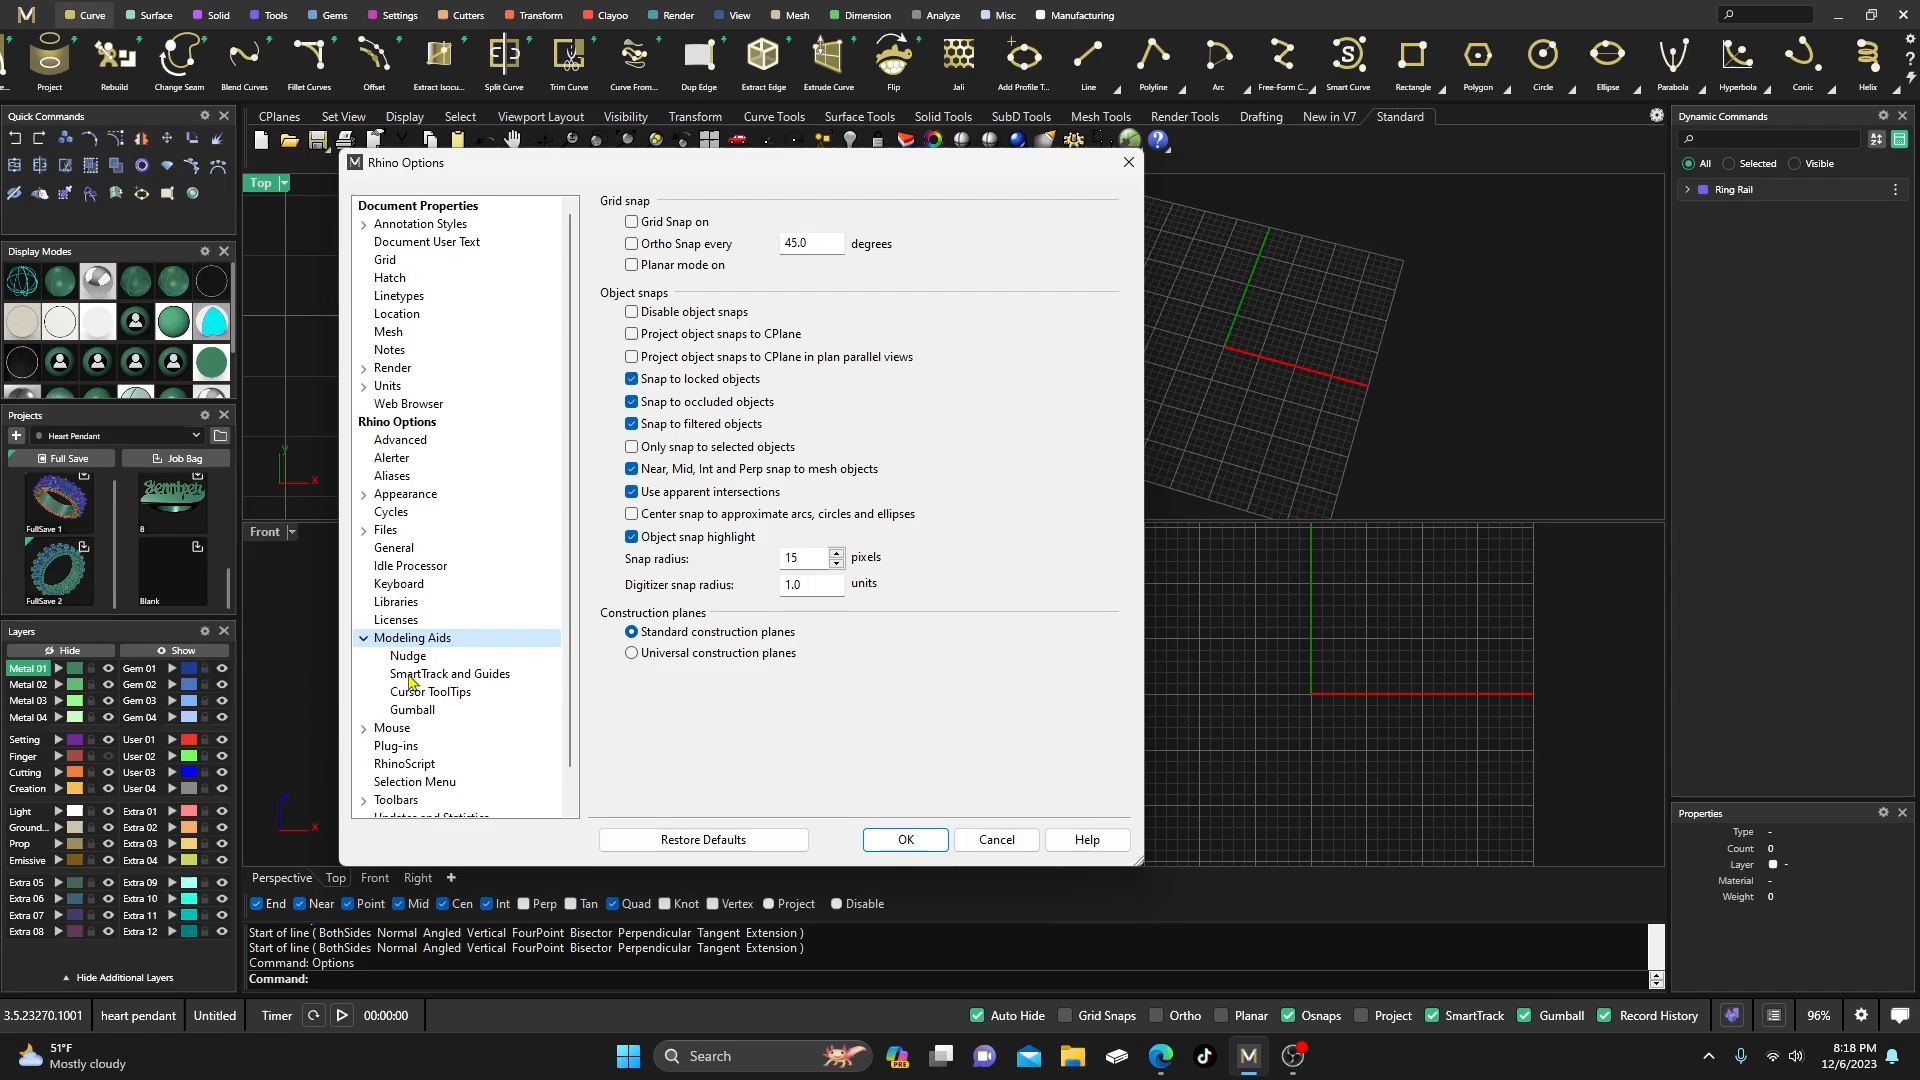 Curve Surface Solid Tools Gems Settings Cutters Transform Clayoo Render View Mesh Dimension Analyze Misc Manufacturing
e... Project Rebuild Change Seam Blend Curves Fillet Curves Offset Extract Isocu... Split Curve Trim Curve Curve From... Dup Edge Extract Edge Extrude Curve Flip Jali Add Profile T... Line Polyline Arc Free-Form C... Smart Curve Rectangle Polygon Circle Ellipse Parabola Hyperbola Conic Helix
Quick Commands
CPlanes Set View Display Select Viewport Layout Visibility Transform Curve Tools Surface Tools Solid Tools SubD Tools Mesh Tools Render Tools Drafting New in V7 Standard
Dynamic Commands
All Selected Visible
Ring Rail
Top
Rhino Options
Document Properties
Annotation Styles
Document User Text
Grid
Hatch
Linetypes
Location
Mesh
Notes
Render
Units
Web Browser
Rhino Options
Advanced
Alerter
Aliases
Appearance
Cycles
Files
General
Idle Processor
Keyboard
Libraries
Licenses
Modeling Aids
Nudge
SmartTrack and Guides
Cursor ToolTips
Gumball
Mouse
Plug-ins
RhinoScript
Selection Menu
Toolbars
Updates and Statistics
Grid snap
Grid Snap on
Ortho Snap every 45.0 degrees
Planar mode on
Object snaps
Disable object snaps
Project object snaps to CPlane
Project object snaps to CPlane in plan parallel views
Snap to locked objects
Snap to occluded objects
Snap to filtered objects
Only snap to selected objects
Near, Mid, Int and Perp snap to mesh objects
Use apparent intersections
Center snap to approximate arcs, circles and ellipses
Object snap highlight
Snap radius: 15 pixels
Digitizer snap radius: 1.0 units
Construction planes
Standard construction planes
Universal construction planes
Restore Defaults OK Cancel Help
Display Modes
Projects
Heart Pendant
Full Save Job Bag
FullSave 1 8
FullSave 2 Blank
y
x
Front
x
Layers
Hide Show
Metal 01 Gem 01
Metal 02 Gem 02
Metal 03 Gem 03
Metal 04 Gem 04
Setting User 01
Finger User 02
Cutting User 03
Creation User 04
Light Extra 01
Ground... Extra 02
Prop Extra 03
Emissive Extra 04
Extra 05 Extra 09
Extra 06 Extra 10
Extra 07 Extra 11
Extra 08 Extra 12
Hide Additional Layers
Properties
Type -
Count 0
Layer -
Material -
Weight 0
Perspective Top Front Right
End Near Point Mid Cen Int Perp Tan Quad Knot Vertex Project Disable
Start of line ( BothSides Normal Angled Vertical FourPoint Bisector Perpendicular Tangent Extension )
Start of line ( BothSides Normal Angled Vertical FourPoint Bisector Perpendicular Tangent Extension )
Command: Options
Command:
3.5.23270.1001 heart pendant Untitled Timer 00:00:00 Auto Hide Grid Snaps Ortho Planar Osnaps Project SmartTrack Gumball Record History 96%
51°F
Mostly cloudy
Search
PRE
8:18 PM
12/6/2023